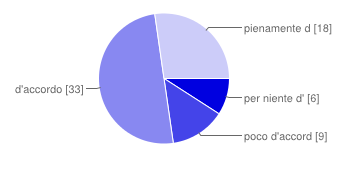 pienamente d [18]
d'accordo [33]
per niente d' [6]
poco d'accord [9]